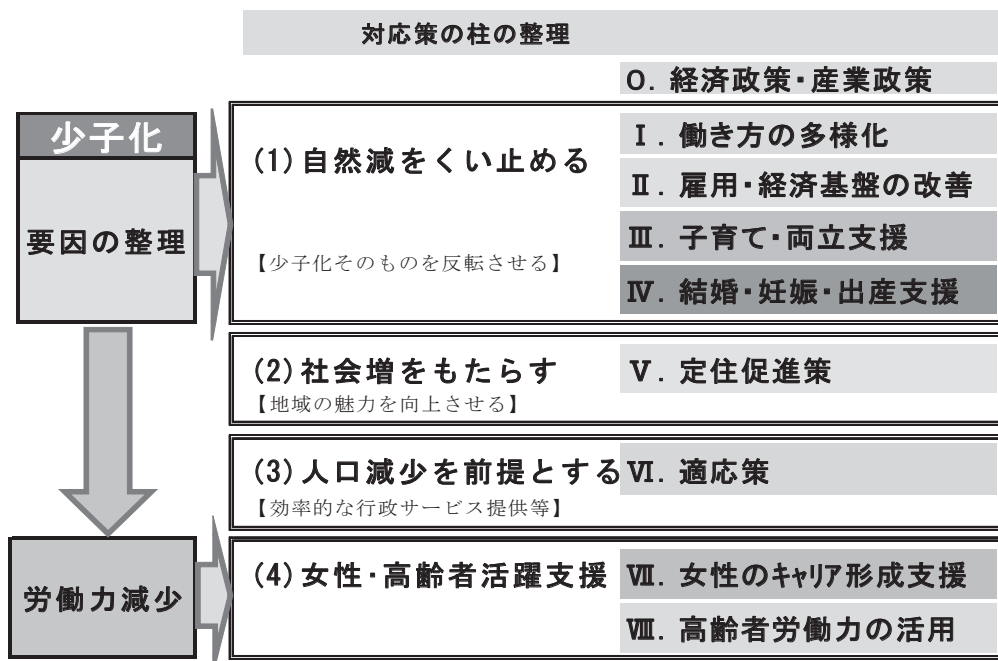 対応策の柱の整理
0. 経済政策・産業政策
少子化
要因の整理
(1)自然減をくい止める
【少子化そのものを反転させる】
Ⅰ. 働き方の多様化
Ⅱ. 雇用・経済基盤の改善
Ⅲ. 子育て・両立支援
Ⅳ. 結婚・妊娠・出産支援
(2)社会増をもたらす
【地域の魅力を向上させる】
Ⅴ. 定住促進策
(3)人口減少を前提とする
【効率的な行政サービス提供等】
Ⅵ. 適応策
労働力減少
(4)女性・高齢者活躍支援
Ⅶ. 女性のキャリア形成支援
Ⅷ. 高齢者労働力の活用